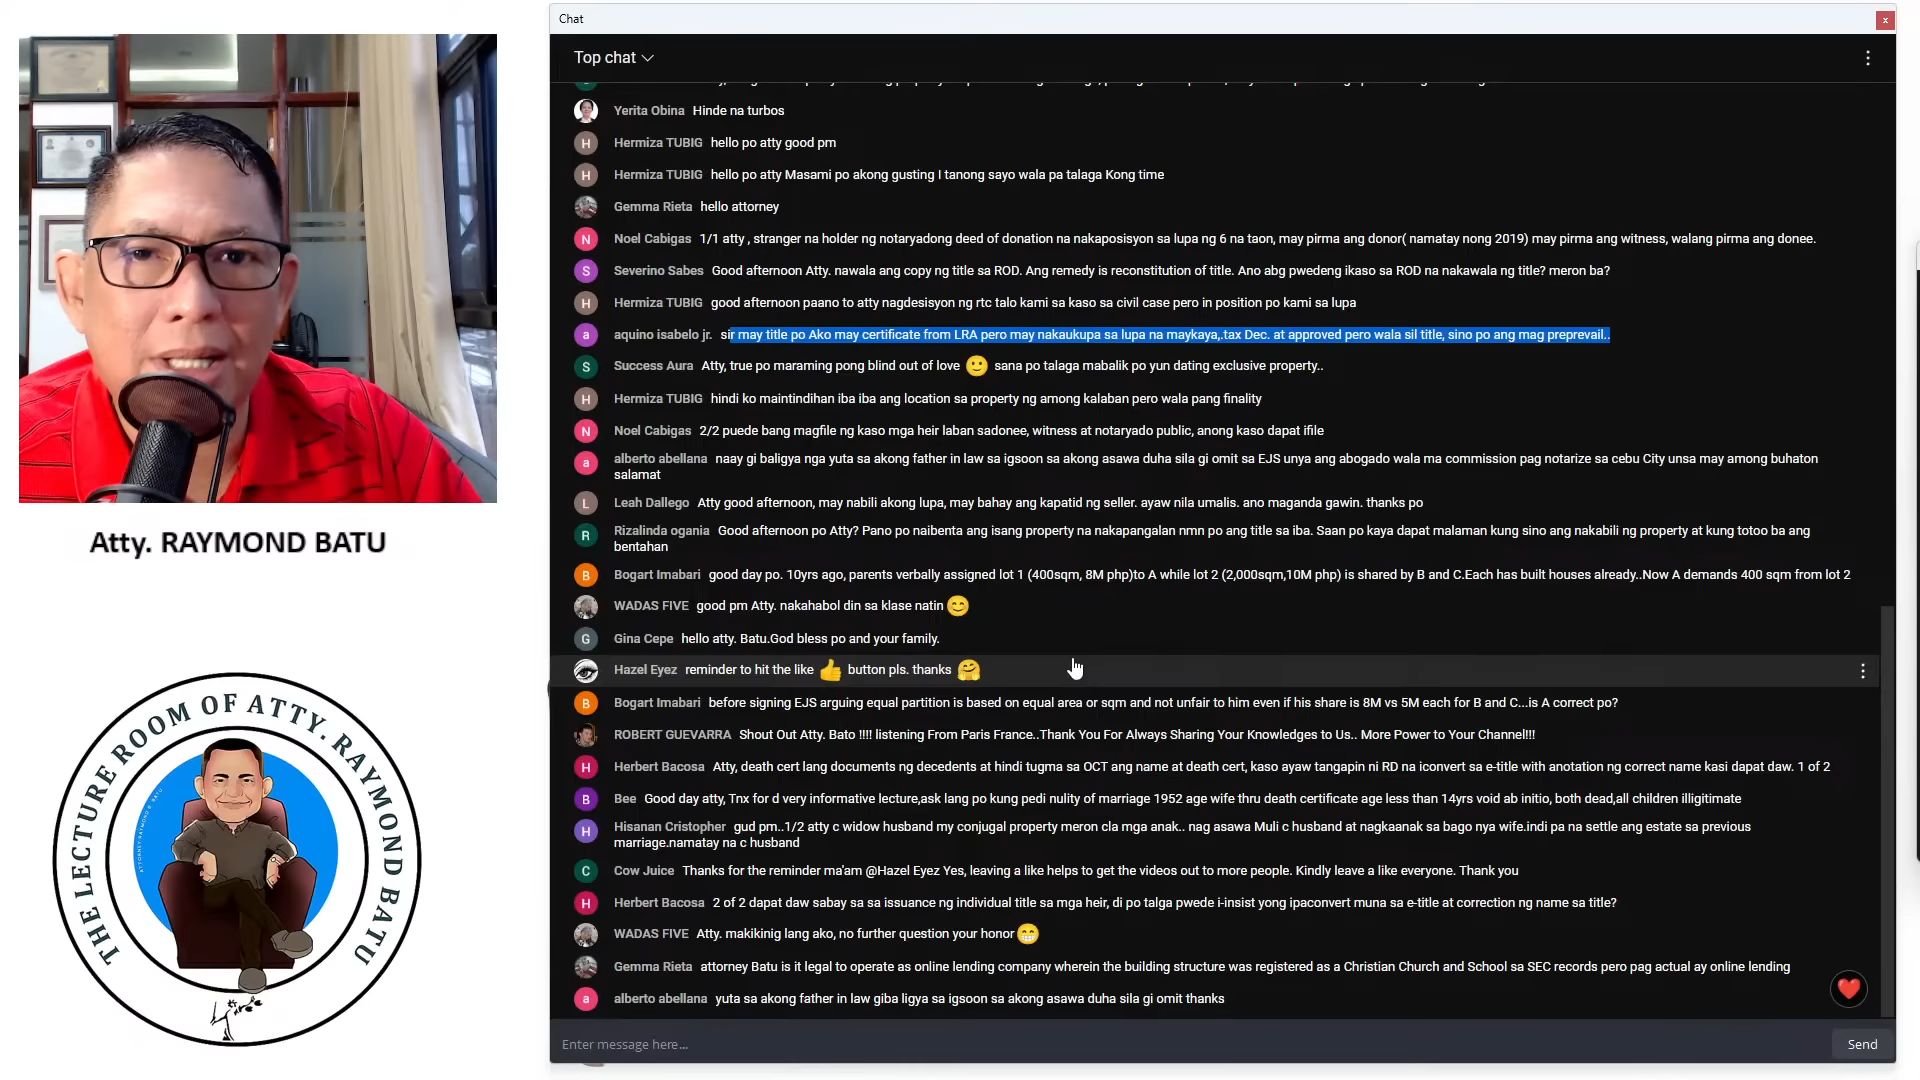 Chat
Top chat
Yerita Obina Hinde na turbos
Hermiza TUBIG hello po atty good pm
Hermiza TUBIG hello po atty Masami po akong gusting I tanong sayo wala pa talaga Kong time
Gemma Rieta hello attorney
Noel Cabigas 1/1 atty , stranger na holder ng notaryadong deed of donation na nakaposisyon sa lupa ng 6 na taon, may pirma ang donor( namatay nong 2019) may pirma ang witness, walang pirma ang donee.
Severino Sabes Good afternoon Atty. nawala ang copy ng title sa ROD. Ang remedy is reconstitution of title. Ano abg pwedeng ikaso sa ROD na nakawala ng title? meron ba?
Hermiza TUBIG good afternoon paano to atty nagdesisyon ng rtc talo kami sa kaso sa civil case pero in position po kami sa lupa
aquino isabelo jr. sir may title po Ako may certificate from LRA pero may nakaukupa sa lupa na maykaya,.tax Dec. at approved pero wala sil title, sino po ang mag preprevail..
Success Aura Atty, true po maraming pong blind out of love 🙂 sana po talaga mabalik po yun dating exclusive property..
Hermiza TUBIG hindi ko maintindihan iba iba ang location sa property ng among kalaban pero wala pang finality
Noel Cabigas 2/2 puede bang magfile ng kaso mga heir laban sadonee, witness at notaryado public, anong kaso dapat ifile
alberto abellana naay gi baligya nga yuta sa akong father in law sa igsoon sa akong asawa duha sila gi omit sa EJS unya ang abogado wala ma commission pag notarize sa cebu City unsa may among buhaton
salamat
Leah Dallego Atty good afternoon, may nabili akong lupa, may bahay ang kapatid ng seller. ayaw nila umalis. ano maganda gawin. thanks po
Rizalinda ogania Good afternoon po Atty? Pano po naibenta ang isang property na nakapangalan nmn po ang title sa iba. Saan po kaya dapat malaman kung sino ang nakabili ng property at kung totoo ba ang
bentahan
Bogart Imabari good day po. 10yrs ago, parents verbally assigned lot 1 (400sqm, 8M php)to A while lot 2 (2,000sqm,10M php) is shared by B and C.Each has built houses already..Now A demands 400 sqm from lot 2
WADAS FIVE good pm Atty. nakahabol din sa klase natin 😊
Gina Cepe hello atty. Batu.God bless po and your family.
Hazel Eyez reminder to hit the like 👍 button pls. thanks 🤗
Bogart Imabari before signing EJS arguing equal partition is based on equal area or sqm and not unfair to him even if his share is 8M vs 5M each for B and C...is A correct po?
ROBERT GUEVARRA Shout Out Atty. Bato !!!! listening From Paris France..Thank You For Always Sharing Your Knowledges to Us.. More Power to Your Channel!!!
Herbert Bacosa Atty, death cert lang documents ng decedents at hindi tugma sa OCT ang name at death cert, kaso ayaw tangapin ni RD na iconvert sa e-title with anotation ng correct name kasi dapat daw. 1 of 2
Bee Good day atty, Tnx for d very informative lecture,ask lang po kung pedi nulity of marriage 1952 age wife thru death certificate age less than 14yrs void ab initio, both dead,all children illigitimate
Hisanan Cristopher gud pm..1/2 atty c widow husband my conjugal property meron cla mga anak.. nag asawa Muli c husband at nagkaanak sa bago nya wife.indi pa na settle ang estate sa previous
marriage.namatay na c husband
Cow Juice Thanks for the reminder ma'am @Hazel Eyez Yes, leaving a like helps to get the videos out to more people. Kindly leave a like everyone. Thank you
Herbert Bacosa 2 of 2 dapat daw sabay sa sa issuance ng individual title sa mga heir, di po talga pwede i-insist yong ipaconvert muna sa e-title at correction ng name sa title?
WADAS FIVE Atty. makikinig lang ako, no further question your honor 😁
Gemma Rieta attorney Batu is it legal to operate as online lending company wherein the building structure was registered as a Christian Church and School sa SEC records pero pag actual ay online lending
alberto abellana yuta sa akong father in law giba ligya sa igsoon sa akong asawa duha sila gi omit thanks
Enter message here...
Send
Atty. RAYMOND BATU
THE LECTURE ROOM OF ATTY. RAYMOND BATU